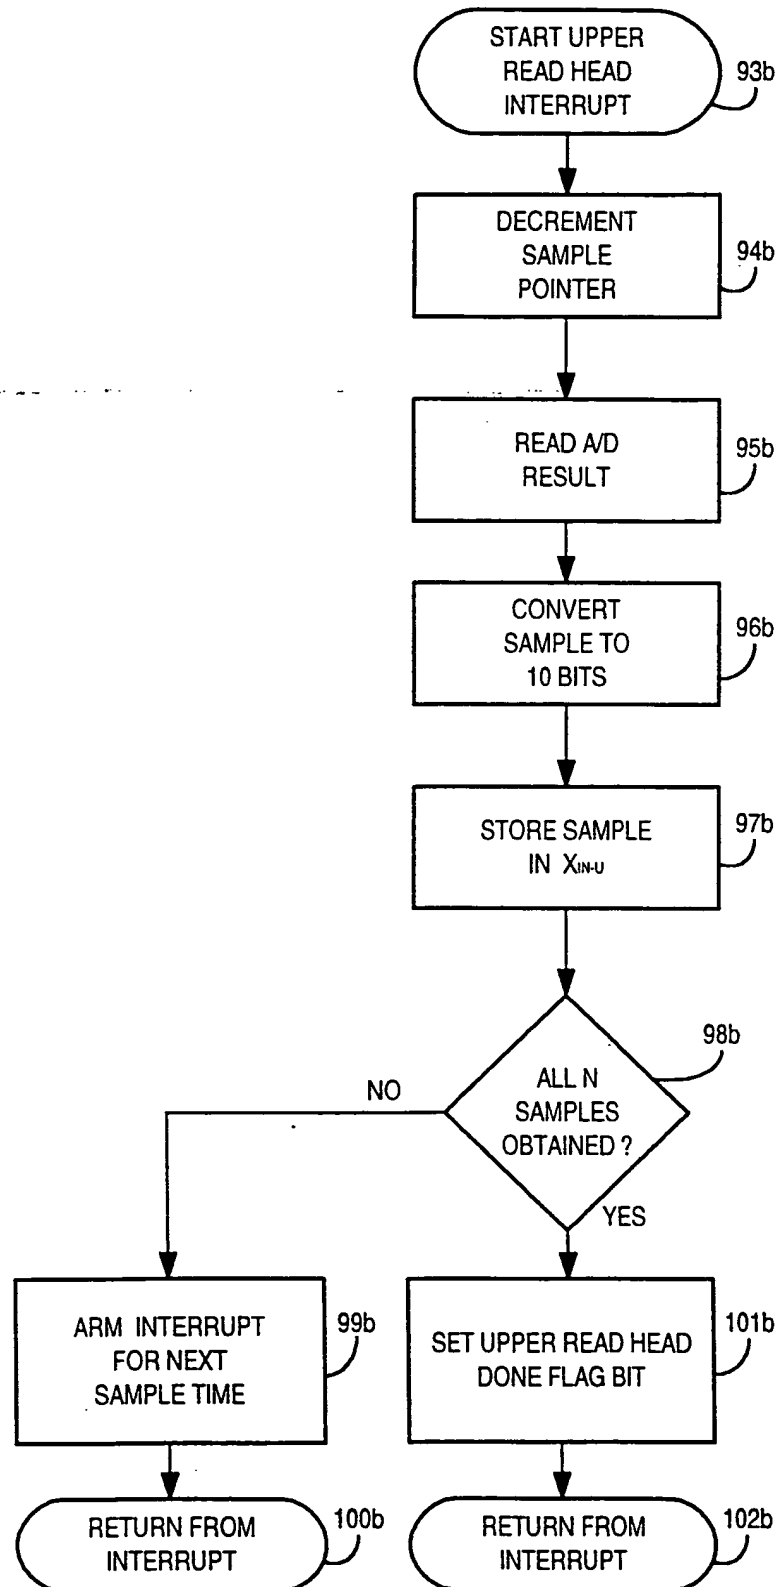 START UPPER
READ HEAD
INTERRUPT
93b
DECREMENT
SAMPLE
POINTER
94b
READ A/D
RESULT
95b
CONVERT
SAMPLE TO
10 BITS
96b
STORE SAMPLE
IN XIN-U
97b
ALL N
SAMPLES
OBTAINED ?
98b
NO
YES
ARM INTERRUPT
FOR NEXT
SAMPLE TIME
99b
SET UPPER READ HEAD
DONE FLAG BIT
101b
RETURN FROM
INTERRUPT
100b
RETURN FROM
INTERRUPT
102b